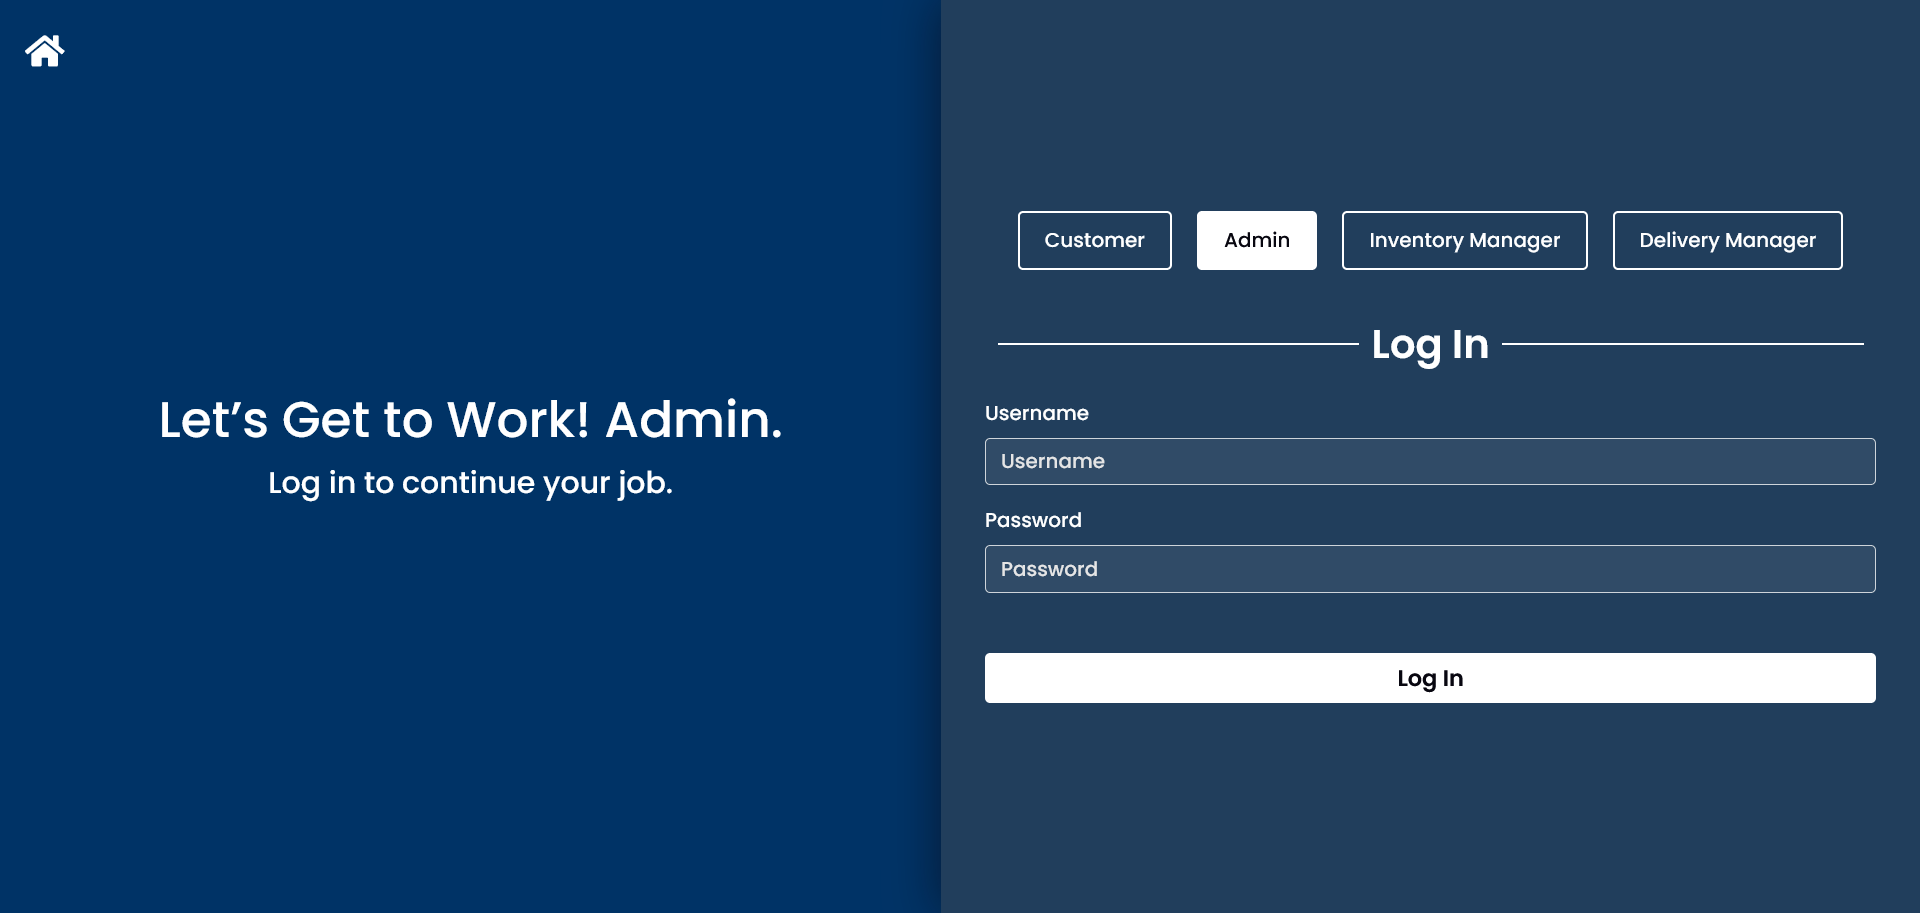 Let’s Get to Work! Admin.
Log in to continue your job.
Customer
Admin
Inventory Manager
Delivery Manager
Log In
Username
Username
Password
Password
Log In